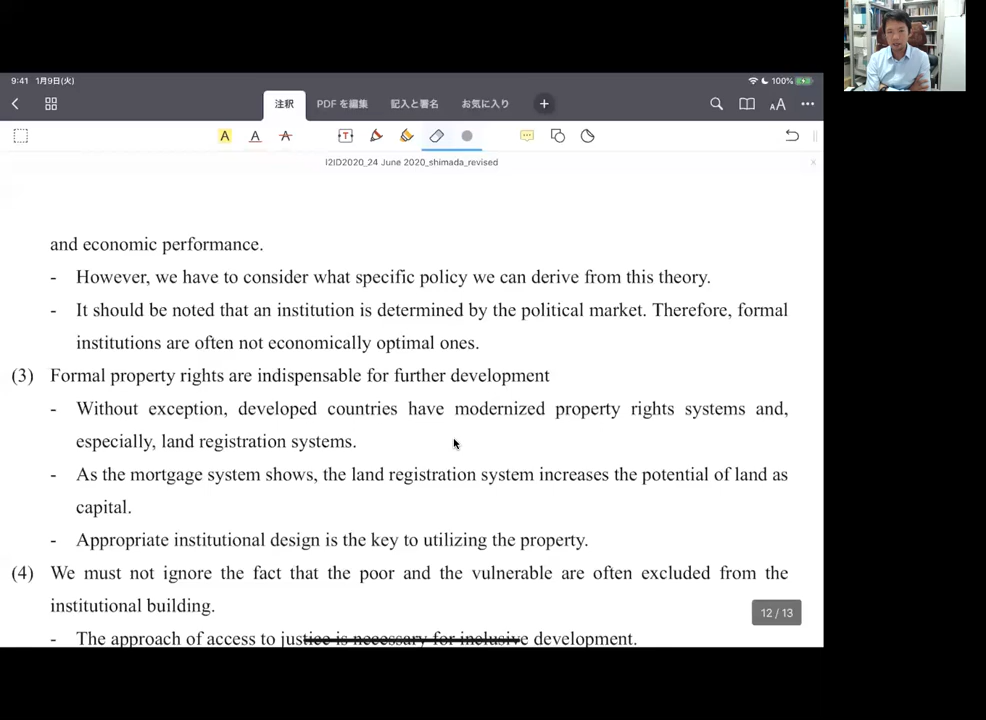 9:41 1月9日(火) 100%
注釈 PDF を編集 記入と署名 お気に入り + AA
A A A T
I2ID2020_24 June 2020_shimada_revised x
and economic performance.
- However, we have to consider what specific policy we can derive from this theory.
- It should be noted that an institution is determined by the political market. Therefore, formal
institutions are often not economically optimal ones.
(3) Formal property rights are indispensable for further development
- Without exception, developed countries have modernized property rights systems and,
especially, land registration systems.
- As the mortgage system shows, the land registration system increases the potential of land as
capital.
- Appropriate institutional design is the key to utilizing the property.
(4) We must not ignore the fact that the poor and the vulnerable are often excluded from the
institutional building.
12 / 13
- The approach of access to justice is necessary for inclusive development.